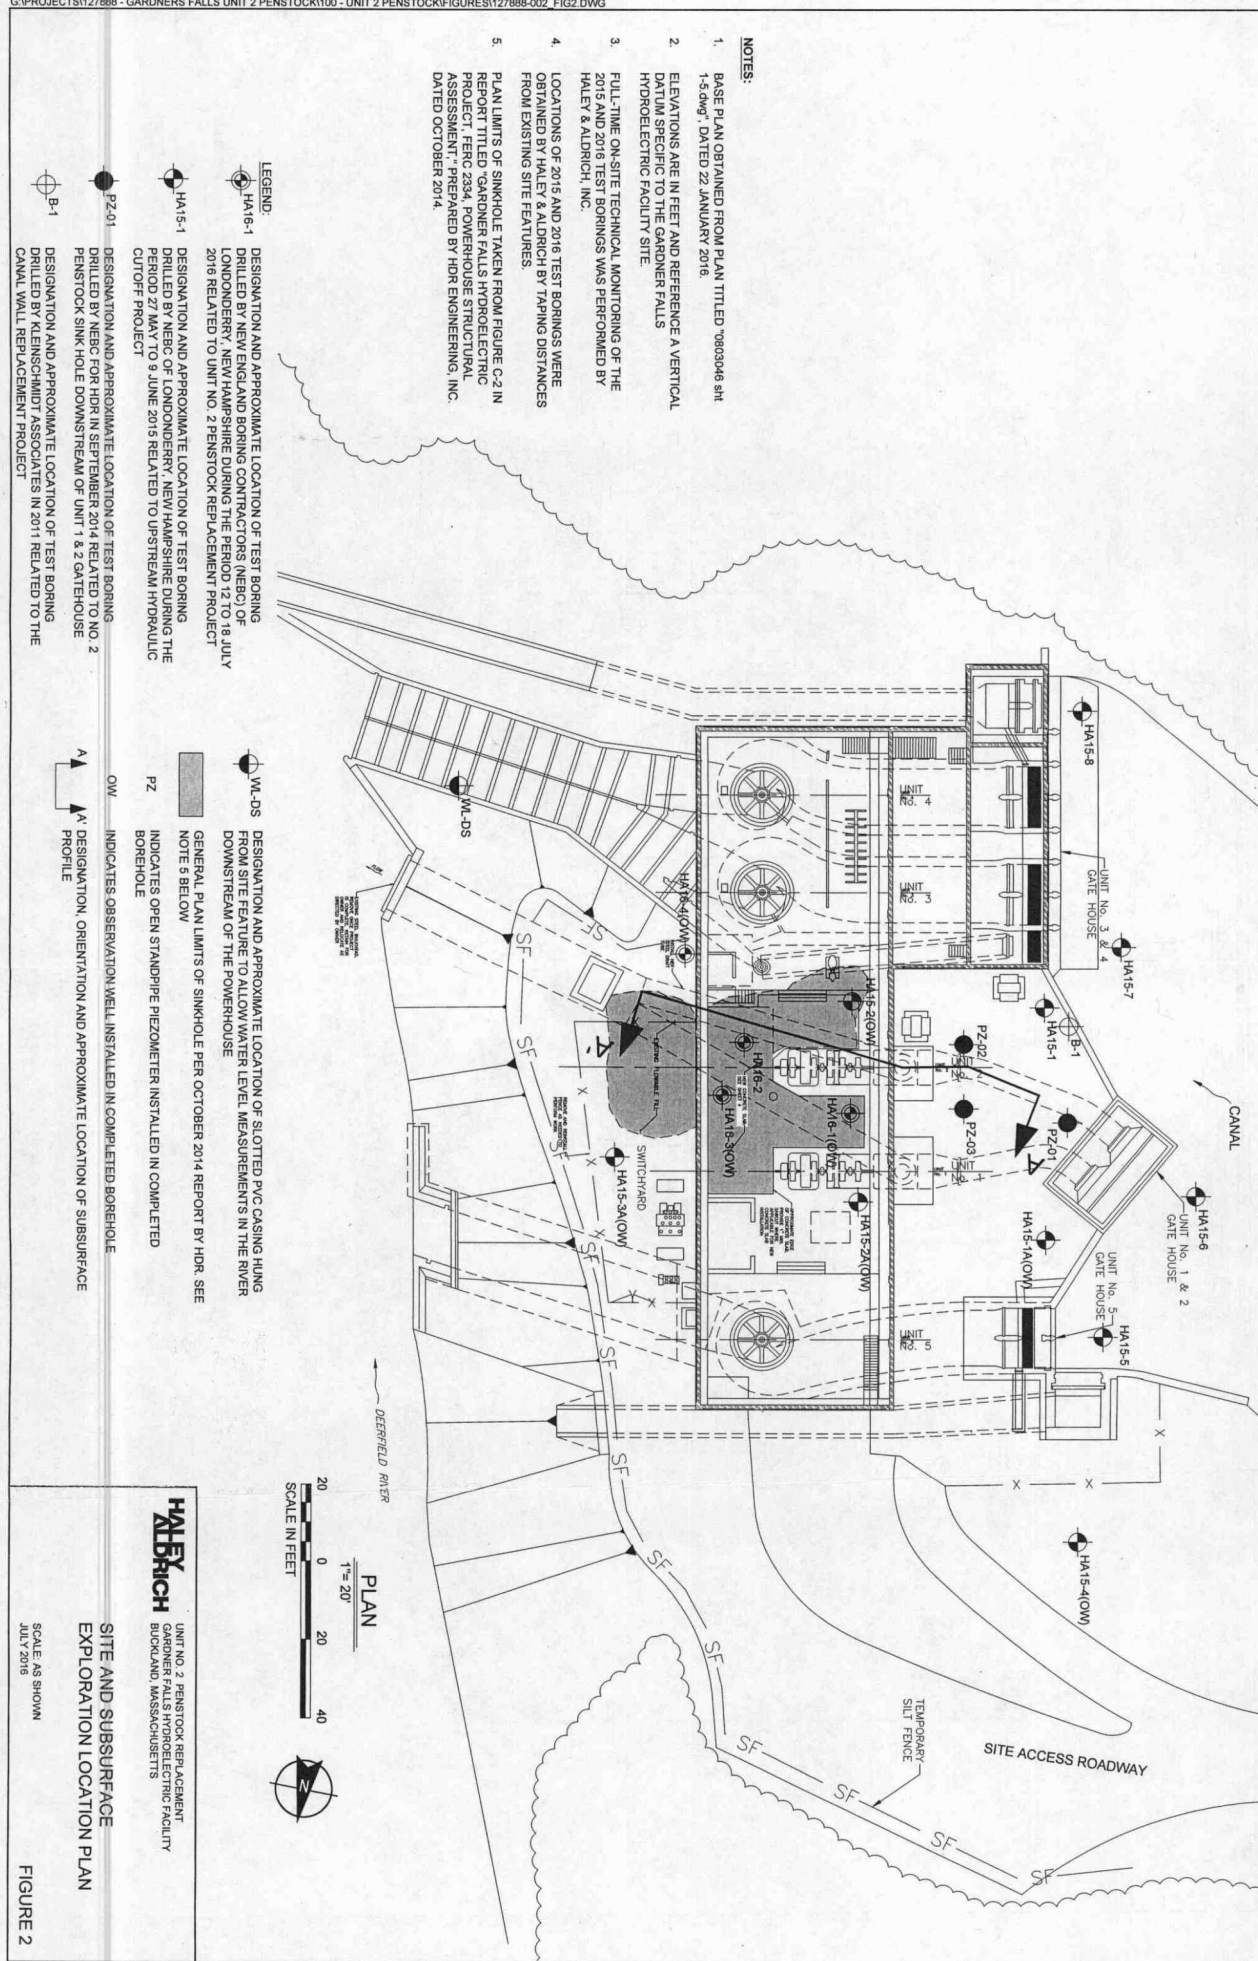 G:\PROJECTS\127888 - GARDNERS FALLS UNIT 2 PENSTOCK\100 - UNIT 2 PENSTOCK\FIGURES\127888-002_FIG2.DWG
NOTES:
1. BASE PLAN OBTAINED FROM PLAN TITLED "0803046 sht
1-5.dwg", DATED 22 JANUARY 2016.
2. ELEVATIONS ARE IN FEET AND REFERENCE A VERTICAL
DATUM SPECIFIC TO THE GARDNER FALLS
HYDROELECTRIC FACILITY SITE.
3. FULL-TIME ON-SITE TECHNICAL MONITORING OF THE
2015 AND 2016 TEST BORINGS WAS PERFORMED BY
HALEY & ALDRICH, INC.
4. LOCATIONS OF 2015 AND 2016 TEST BORINGS WERE
OBTAINED BY HALEY & ALDRICH BY TAPING DISTANCES
FROM EXISTING SITE FEATURES.
5. PLAN LIMITS OF SINKHOLE TAKEN FROM FIGURE C-2 IN
REPORT TITLED "GARDNER FALLS HYDROELECTRIC
PROJECT, FERC 2334, POWERHOUSE STRUCTURAL
ASSESSMENT," PREPARED BY HDR ENGINEERING, INC.
DATED OCTOBER 2014.
LEGEND:
HA16-1
DESIGNATION AND APPROXIMATE LOCATION OF TEST BORING
DRILLED BY NEW ENGLAND BORING CONTRACTORS (NEBC) OF
LONDONDERRY, NEW HAMPSHIRE DURING THE PERIOD 12 TO 18 JULY
2016 RELATED TO UNIT NO. 2 PENSTOCK REPLACEMENT PROJECT
HA15-1
DESIGNATION AND APPROXIMATE LOCATION OF TEST BORING
DRILLED BY NEBC OF LONDONDERRY, NEW HAMPSHIRE DURING THE
PERIOD 27 MAY TO 9 JUNE 2015 RELATED TO UPSTREAM HYDRAULIC
CUTOFF PROJECT
PZ-01
DESIGNATION AND APPROXIMATE LOCATION OF TEST BORING
DRILLED BY NEBC FOR HDR IN SEPTEMBER 2014 RELATED TO NO. 2
PENSTOCK SINK HOLE DOWNSTREAM OF UNIT 1 & 2 GATEHOUSE
B-1
DESIGNATION AND APPROXIMATE LOCATION OF TEST BORING
DRILLED BY KLEINSCHMIDT ASSOCIATES IN 2011 RELATED TO THE
CANAL WALL REPLACEMENT PROJECT
WL-DS
DESIGNATION AND APPROXIMATE LOCATION OF SLOTTED PVC CASING HUNG
FROM SITE FEATURE TO ALLOW WATER LEVEL MEASUREMENTS IN THE RIVER
DOWNSTREAM OF THE POWERHOUSE
GENERAL PLAN LIMITS OF SINKHOLE PER OCTOBER 2014 REPORT BY HDR. SEE
NOTE 5 BELOW
PZ
INDICATES OPEN STANDPIPE PIEZOMETER INSTALLED IN COMPLETED
BOREHOLE
OW
INDICATES OBSERVATION WELL INSTALLED IN COMPLETED BOREHOLE
A A'
DESIGNATION, ORIENTATION AND APPROXIMATE LOCATION OF SUBSURFACE
PROFILE
HA15-8
UNIT No. 3 & 4
GATE HOUSE
HA15-7
CANAL
HA15-1
B-1
PZ-02
PZ-01
PZ-03
A
HA15-6
UNIT No. 1 & 2
GATE HOUSE
HA15-1A(OW)
UNIT No. 5
GATE HOUSE
HA15-5
HA15-4(OW)
UNIT
No. 4
UNIT
No. 3
UNIT
UNIT
UNIT
No. 5
HA15-2(OW)
HA16-1(OW)
HA15-2A(OW)
HA16-2
HA16-3(OW)
HA16-4(OW)
WL-DS
A'
EXISTING FLOWABLE FILL
SWITCHYARD
HA15-3A(OW)
FLOW
SF
SF
SF
SF
SF
SF
SF
SF
SF
SF
SF
SF
SF
X
X
X
X
X
X
X
TEMPORARY
SILT FENCE
SITE ACCESS ROADWAY
DEERFIELD RIVER
PLAN
1"= 20'
20 0 20 40
SCALE IN FEET
N
HALEY
ALDRICH
UNIT NO. 2 PENSTOCK REPLACEMENT
GARDNER FALLS HYDROELECTRIC FACILITY
BUCKLAND, MASSACHUSETTS
SITE AND SUBSURFACE
EXPLORATION LOCATION PLAN
SCALE: AS SHOWN
JULY 2016
FIGURE 2